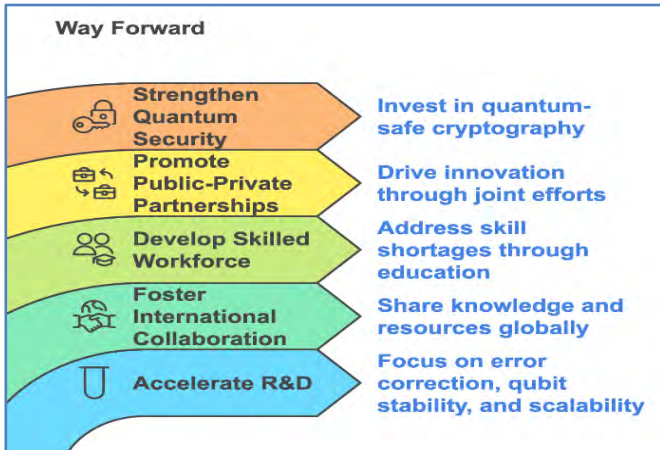 Way Forward
Strengthen
Quantum
Security
Invest in quantum-
safe cryptography
Promote
Public-Private
Partnerships
Drive innovation
through joint efforts
Develop Skilled
Workforce
Address skill
shortages through
education
Foster
International
Collaboration
Share knowledge and
resources globally
Accelerate R&D
Focus on error
correction, qubit
stability, and scalability